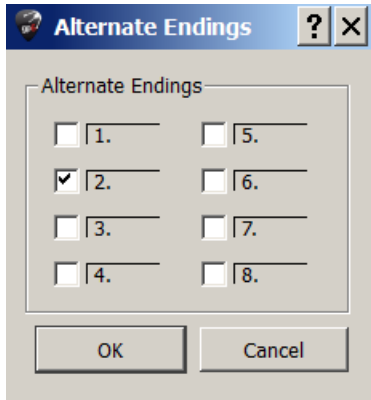 Alternate Endings ? ×
Alternate Endings
1. 5.
2. 6.
3. 7.
4. 8.
OK Cancel